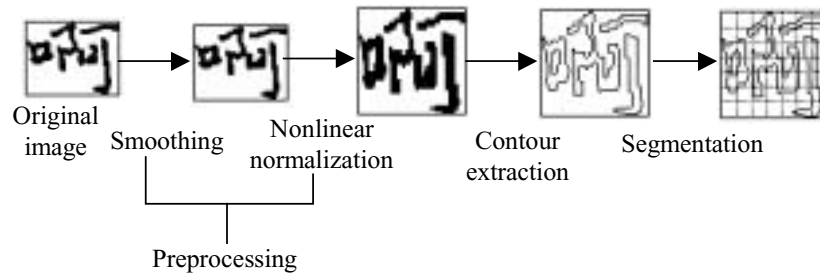 Original
image
Smoothing
Nonlinear
normalization
Contour
extraction
Segmentation
Preprocessing